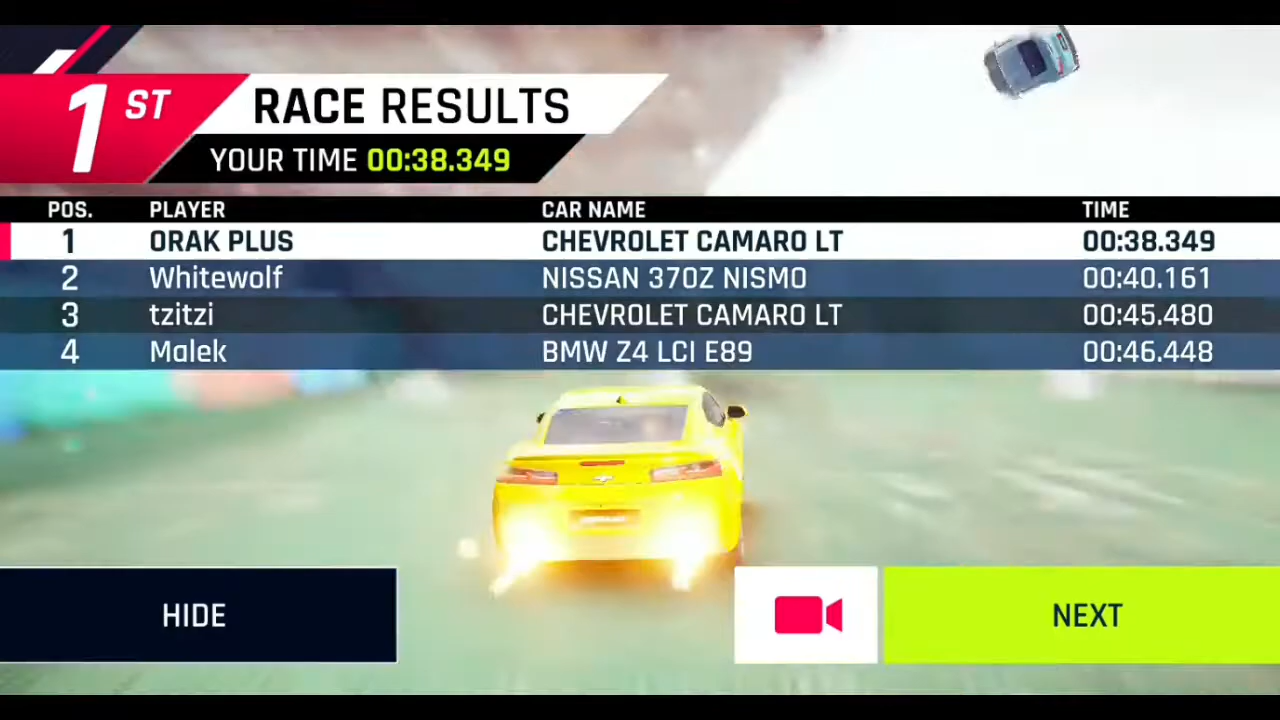 1 ST
RACE RESULTS
YOUR TIME 00:38.349
POS. PLAYER CAR NAME TIME
1 ORAK PLUS CHEVROLET CAMARO LT 00:38.349
2 Whitewolf NISSAN 370Z NISMO 00:40.161
3 tzitzi CHEVROLET CAMARO LT 00:45.480
4 Malek BMW Z4 LCI E89 00:46.448
HIDE NEXT